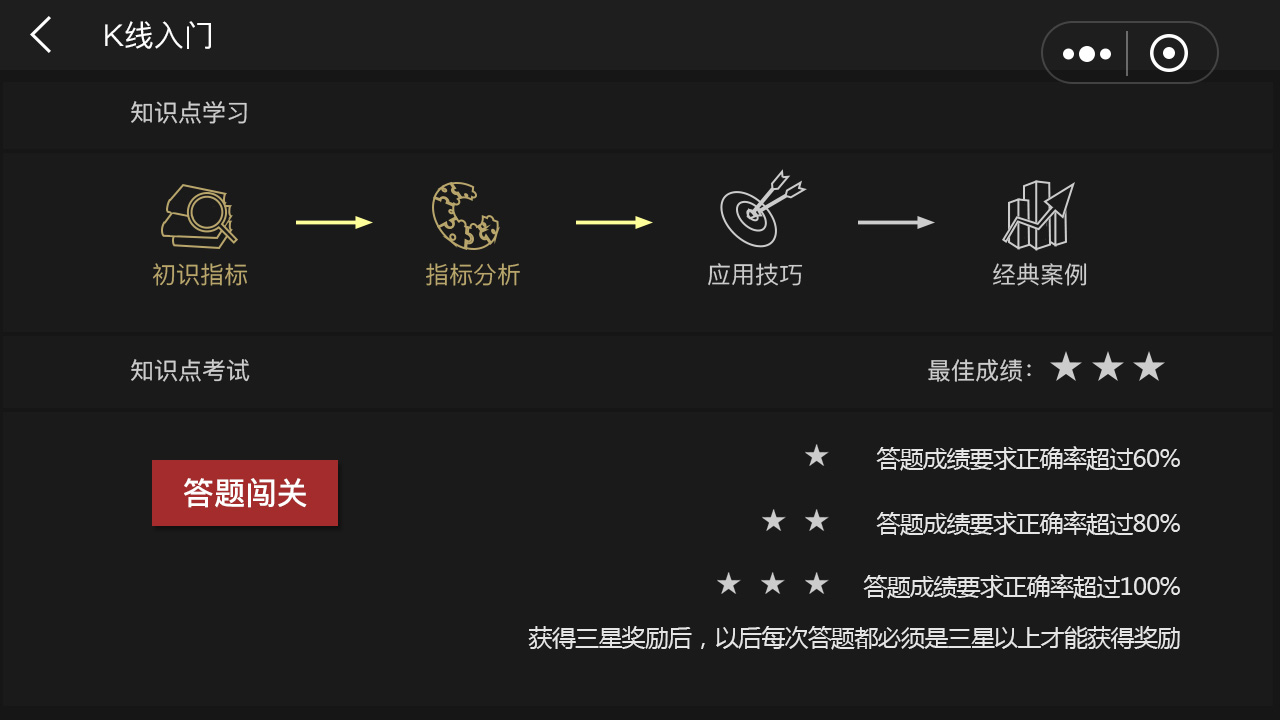 K线入门
知识点学习
初识指标
指标分析
应用技巧
经典案例
知识点考试
最佳成绩：
答题闯关
答题成绩要求正确率超过60%
答题成绩要求正确率超过80%
答题成绩要求正确率超过100%
获得三星奖励后，以后每次答题都必须是三星以上才能获得奖励